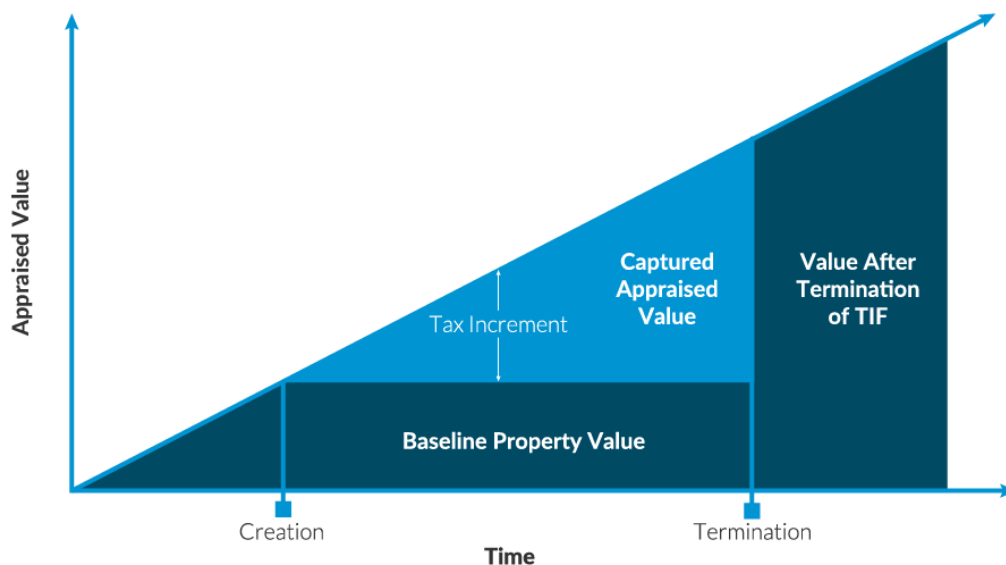 Appraised Value
Captured
Appraised
Value
Value After
Termination
of TIF
Tax Increment
Baseline Property Value
Creation
Termination
Time